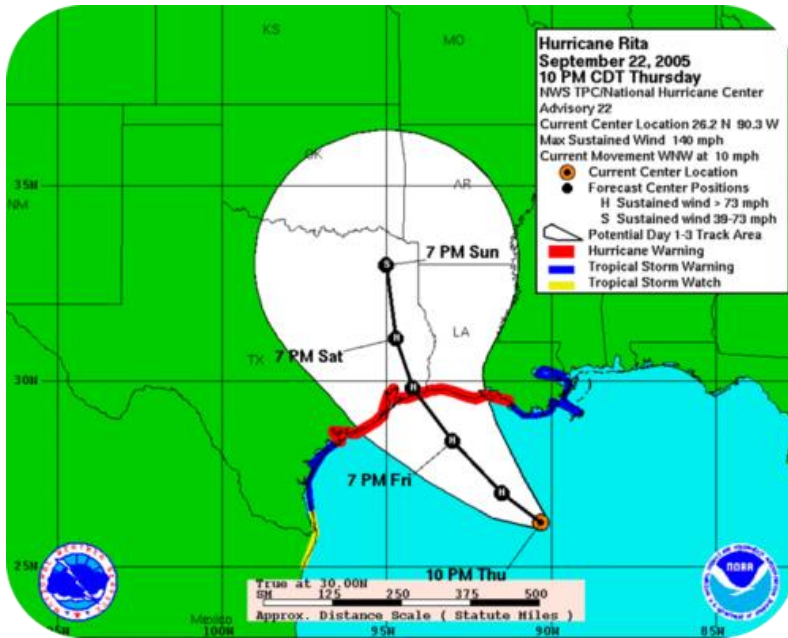 KS
MO
Hurricane Rita
September 22, 2005
10 PM CDT Thursday
NWS TPC/National Hurricane Center
Advisory 22
Current Center Location 26.2 N 90.3 W
Max Sustained Wind 140 mph
Current Movement WNW at 10 mph
Current Center Location
Forecast Center Positions
H Sustained wind > 73 mph
S Sustained wind 39-73 mph
Potential Day 1-3 Track Area
Hurricane Warning
Tropical Storm Warning
Tropical Storm Watch
OK
35N
AR
NM
S
7 PM Sun
H
LA
TX
7 PM Sat
30N
H
H
7 PM Fri
H
25N
10 PM Thu
NOAA
True at 30.00N
SM 125 250 375 500
Approx. Distance Scale ( Statute Miles )
Mexico
100W 95W 90W 85W